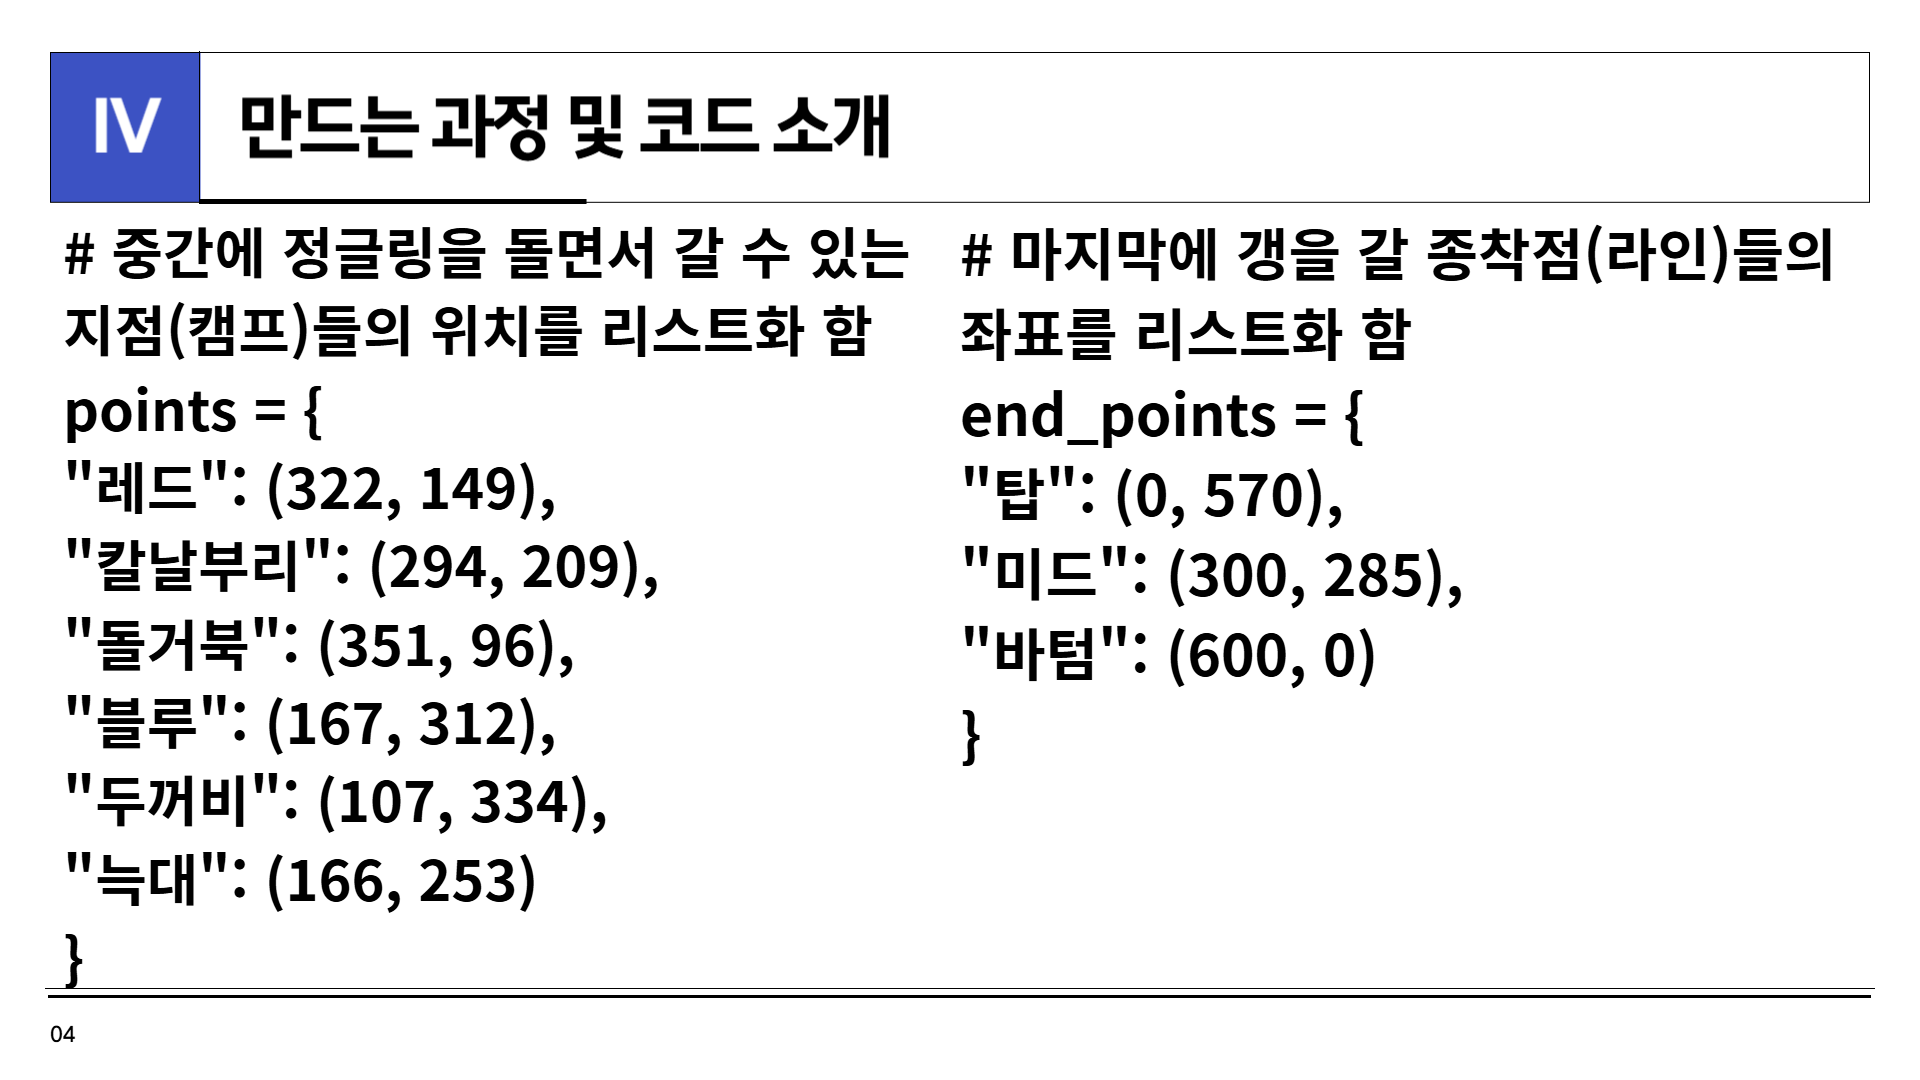 IV
만드는 과정 및 코드 소개
# 중간에 정글링을 돌면서 갈 수 있는
지점(캠프)들의 위치를 리스트화 함
points = {
"레드": (322, 149),
"칼날부리": (294, 209),
"돌거북": (351, 96),
"블루": (167, 312),
"두꺼비": (107, 334),
"늑대": (166, 253)
}
# 마지막에 갱을 갈 종착점(라인)들의
좌표를 리스트화 함
end_points = {
"탑": (0, 570),
"미드": (300, 285),
"바텀": (600, 0)
}
04